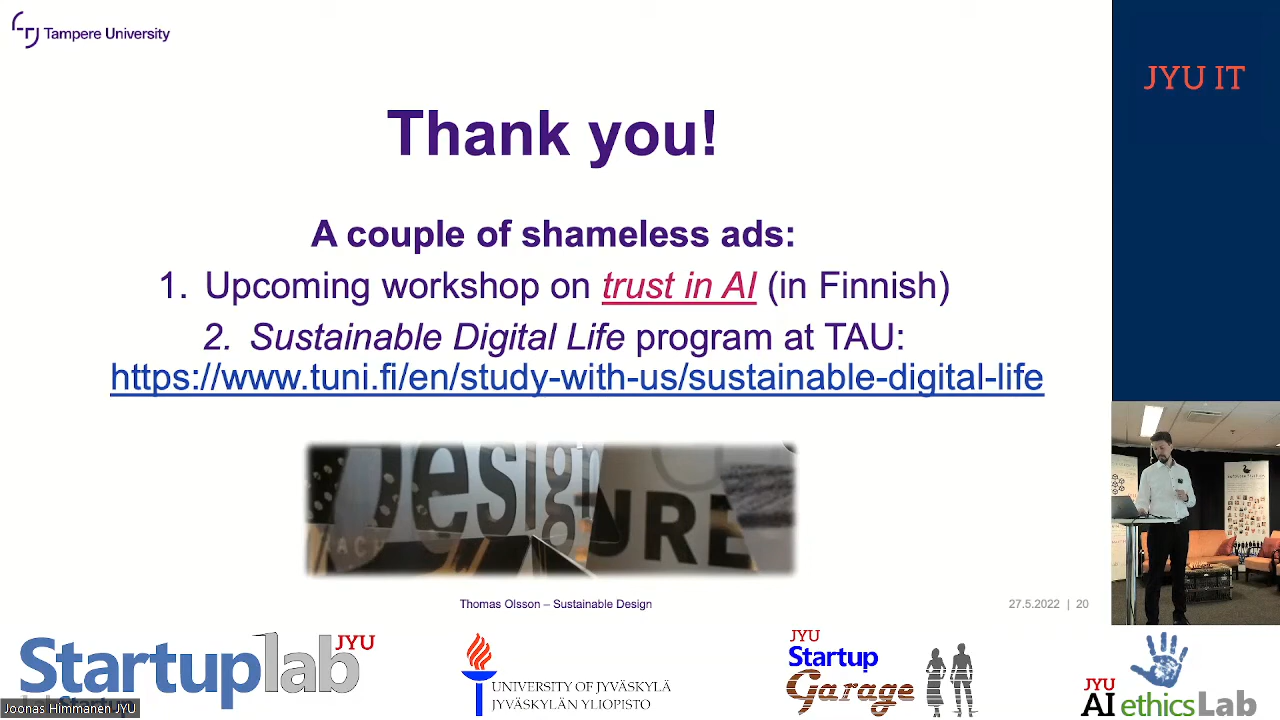 Tampere University
JYU IT
Thank you!
A couple of shameless ads:
1. Upcoming workshop on trust in AI (in Finnish)
2. Sustainable Digital Life program at TAU:
https://www.tuni.fi/en/study-with-us/sustainable-digital-life
Design
URE
Thomas Olsson – Sustainable Design
27.5.2022 | 20
Startuplab JYU
UNIVERSITY OF JYVÄSKYLÄ
JYVÄSKYLÄN YLIOPISTO
JYU
Startup
Garage
JYU
AI ethicsLab
Joonas Himmanen JYU